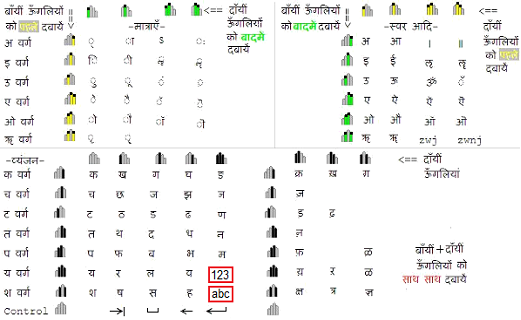 बाँयीं ऊँगलियाँ <== दाँयीं
को पहले दबायें ऊँगलियाँ
-मात्राएँ- को बादमें
दबायें
अ वर्ग
इ वर्ग ि ी
उ वर्ग ु ू
ए वर्ग े ै
ओ वर्ग ो ौ
ऋ वर्ग ृ
बाँयीं ऊँगलियाँ <== दाँयीं
को बादमें दबायें ऊँगलियाँ
-स्वर आदि- को पहले
दबायें
अ आ । ॥
इ ई
उ ऊ ॐ
ए ऐ
ओ औ
ऋ zwj zwnj
-व्यंजन- <== दाँयीं
ऊँगलियां
क वर्ग क ख ग घ ङ क़ ख़ ग़
च वर्ग च छ ज झ ञ ज़
ट वर्ग ट ठ ड ढ ण ड़ ढ़
त वर्ग त थ द ध न ऩ
प वर्ग प फ ब भ म फ़ ळ
य वर्ग य र ल व 123 य़ ऱ ळ
श वर्ग श ष स ह abc क्ष त्र ज्ञ
Control
बाँयीं+दाँयीं
ऊँगलियों को
साथ साथ दबायें